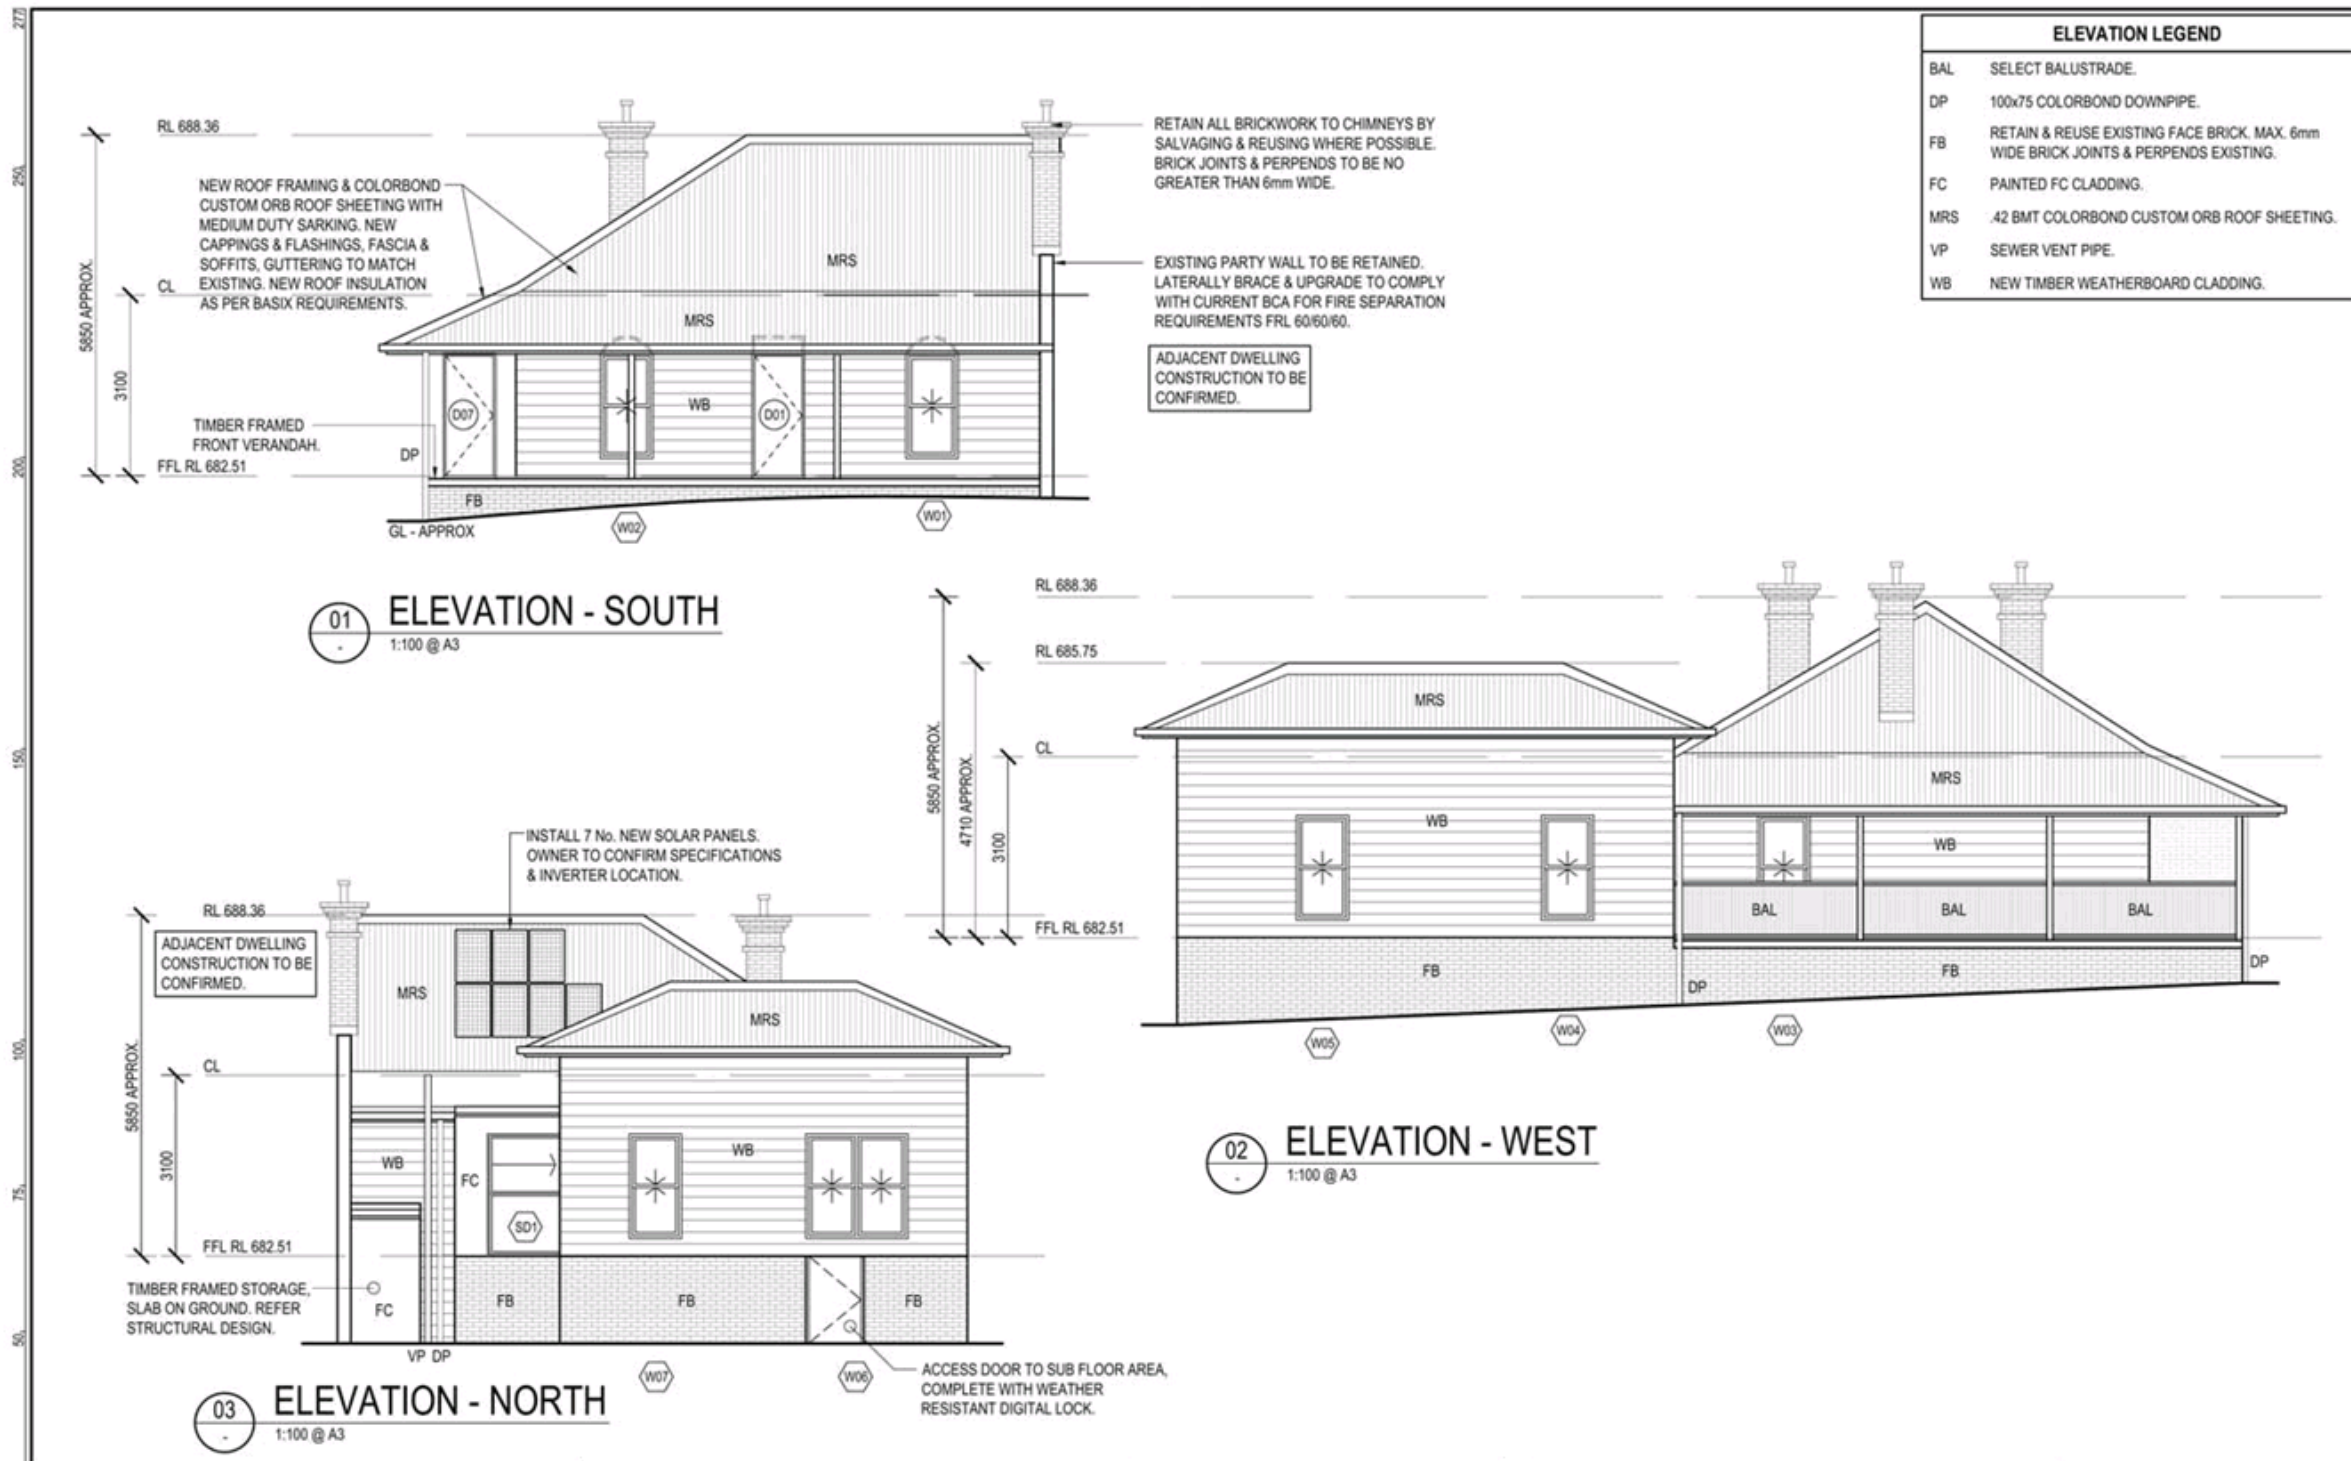 277
250
200
150
100
75
50
ELEVATION LEGEND
BAL SELECT BALUSTRADE.
DP 100x75 COLORBOND DOWNPIPE.
FB RETAIN & REUSE EXISTING FACE BRICK. MAX. 6mm
WIDE BRICK JOINTS & PERPENDS EXISTING.
FC PAINTED FC CLADDING.
MRS .42 BMT COLORBOND CUSTOM ORB ROOF SHEETING.
VP SEWER VENT PIPE.
WB NEW TIMBER WEATHERBOARD CLADDING.
RL 688.36
NEW ROOF FRAMING & COLORBOND
CUSTOM ORB ROOF SHEETING WITH
MEDIUM DUTY SARKING. NEW
CAPPINGS & FLASHINGS, FASCIA &
SOFFITS, GUTTERING TO MATCH
EXISTING. NEW ROOF INSULATION
AS PER BASIX REQUIREMENTS.
CL
5850 APPROX.
3100
TIMBER FRAMED
FRONT VERANDAH.
FFL RL 682.51
DP
FB
GL - APPROX
MRS
MRS
D07
WB
D01
W02
W01
RETAIN ALL BRICKWORK TO CHIMNEYS BY
SALVAGING & REUSING WHERE POSSIBLE.
BRICK JOINTS & PERPENDS TO BE NO
GREATER THAN 6mm WIDE.
EXISTING PARTY WALL TO BE RETAINED.
LATERALLY BRACE & UPGRADE TO COMPLY
WITH CURRENT BCA FOR FIRE SEPARATION
REQUIREMENTS FRL 60/60/60.
ADJACENT DWELLING
CONSTRUCTION TO BE
CONFIRMED.
01
-
ELEVATION - SOUTH
1:100 @ A3
RL 688.36
RL 685.75
CL
FFL RL 682.51
5850 APPROX.
4710 APPROX.
3100
MRS
MRS
WB
WB
BAL
BAL
BAL
FB
FB
DP
DP
W05
W04
W03
02
-
ELEVATION - WEST
1:100 @ A3
INSTALL 7 No. NEW SOLAR PANELS.
OWNER TO CONFIRM SPECIFICATIONS
& INVERTER LOCATION.
RL 688.36
ADJACENT DWELLING
CONSTRUCTION TO BE
CONFIRMED.
MRS
MRS
CL
5850 APPROX.
3100
WB
WB
FC
SD1
FFL RL 682.51
TIMBER FRAMED STORAGE,
SLAB ON GROUND. REFER
STRUCTURAL DESIGN.
FC
FB
FB
FB
VP DP
W07
W06
ACCESS DOOR TO SUB FLOOR AREA,
COMPLETE WITH WEATHER
RESISTANT DIGITAL LOCK.
03
-
ELEVATION - NORTH
1:100 @ A3